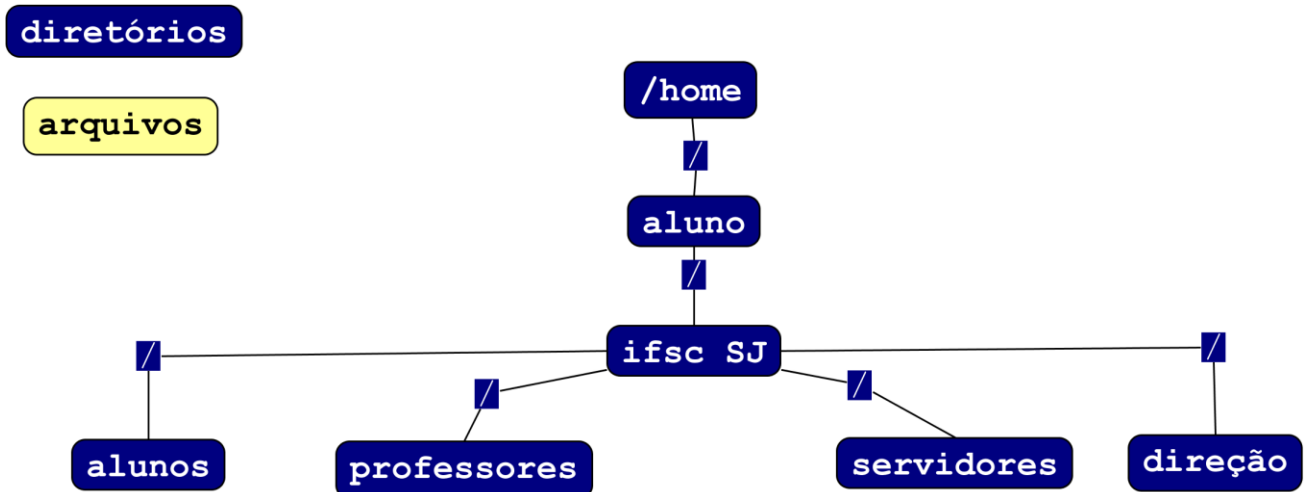 diretórios
arquivos
/home
/
aluno
/
ifsc SJ
/
/
/
/
alunos
professores
servidores
direção